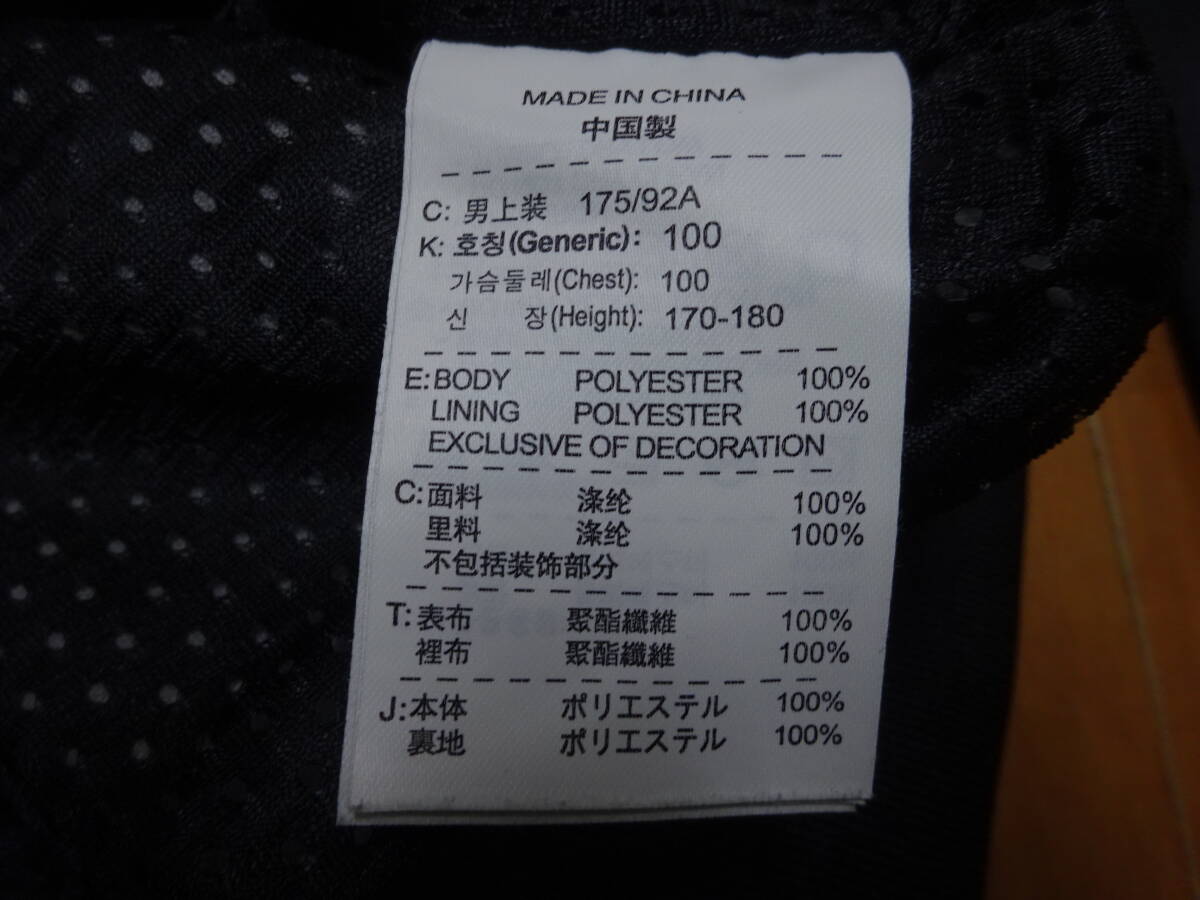 MADE IN CHINA
中国製
C: 男上装 175/92A
K: 호칭(Generic): 100
가슴둘레(Chest): 100
신 장(Height): 170-180
E: BODY POLYESTER 100%
LINING POLYESTER 100%
EXCLUSIVE OF DECORATION
C: 面料 涤纶 100%
里料 涤纶 100%
不包括装饰部分
T: 表布 聚酯纖維 100%
裡布 聚酯纖維 100%
J: 本体 ポリエステル 100%
裏地 ポリエステル 100%